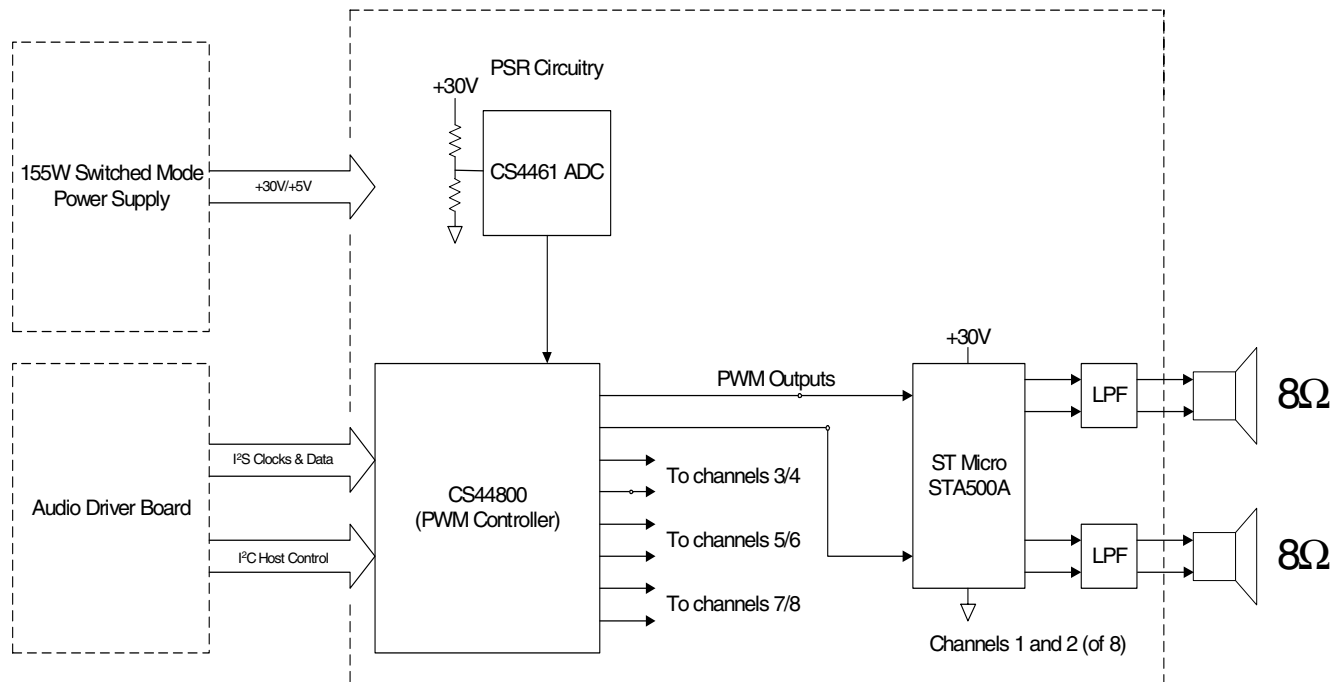 PSR Circuitry
+30V
155W Switched Mode
Power Supply
+30V/+5V
CS4461 ADC
+30V
PWM Outputs
LPF
8Ω
I²S Clocks & Data
To channels 3/4
ST Micro
STA500A
CS44800
(PWM Controller)
Audio Driver Board
To channels 5/6
I²C Host Control
LPF
8Ω
To channels 7/8
Channels 1 and 2 (of 8)